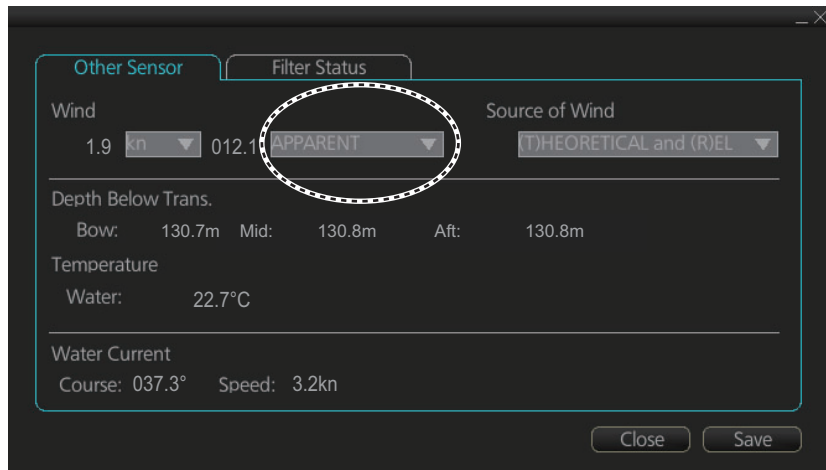 Other Sensor Filter Status
Wind Source of Wind
1.9 kn 012.1 APPARENT (T)HEORETICAL and (R)EL
Depth Below Trans.
Bow: 130.7m Mid: 130.8m Aft: 130.8m
Temperature
Water: 22.7°C
Water Current
Course: 037.3° Speed: 3.2kn
Close Save